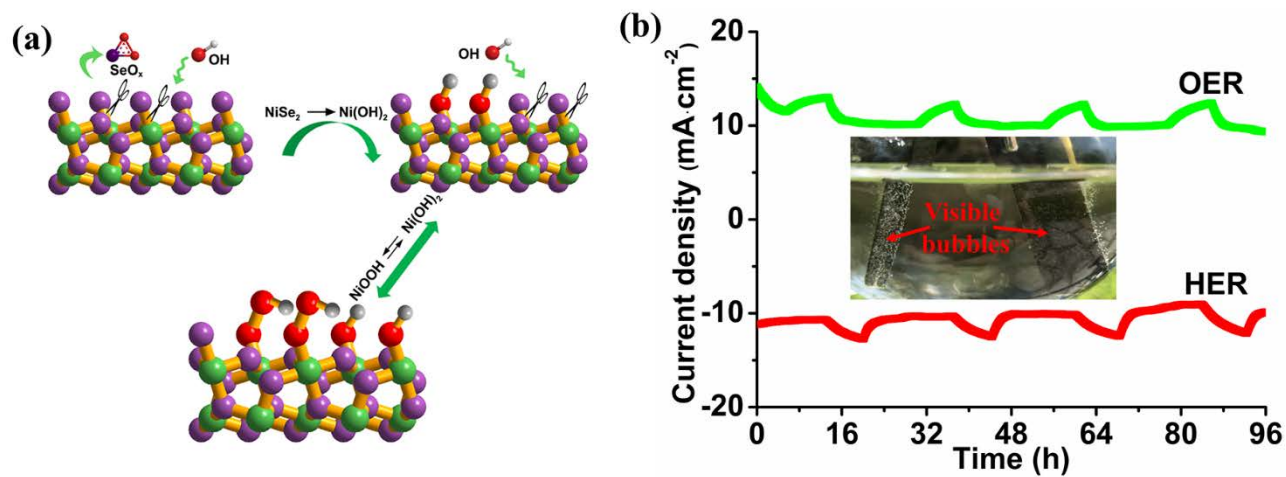 (a)
SeOₓ
OH
OH
NiSe₂ → Ni(OH)₂
NiOOH ⇌ Ni(OH)₂
(b)
Current density (mA·cm⁻²)
20
10
0
-10
-20
OER
Visible
bubbles
HER
0 16 32 48 64 80 96
Time (h)